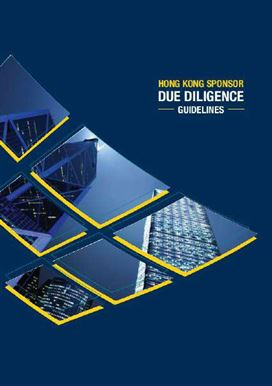 HONG KONG SPONSOR
DUE DILIGENCE
GUIDELINES